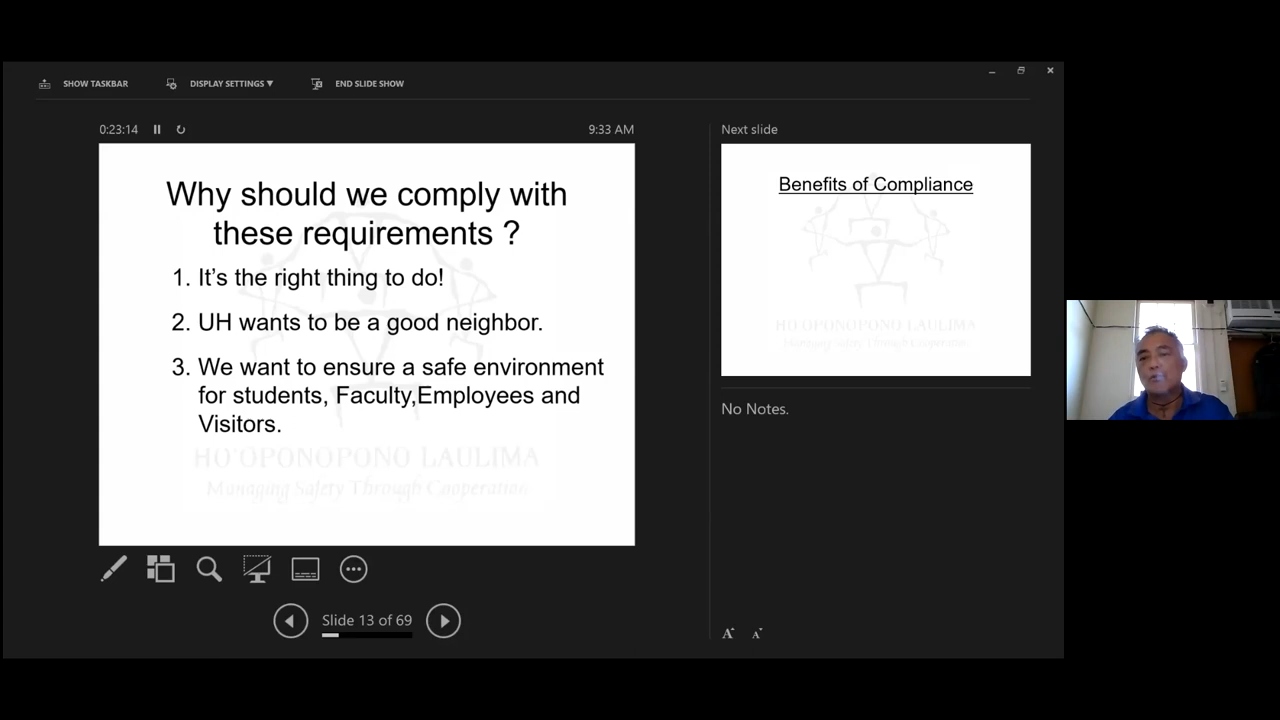 SHOW TASKBAR DISPLAY SETTINGS ▼ END SLIDE SHOW
0:23:14 9:33 AM
Why should we comply with
these requirements ?
1. It's the right thing to do!
2. UH wants to be a good neighbor.
3. We want to ensure a safe environment
for students, Faculty,Employees and
Visitors.
HO'OPONOPONO LAULIMA
Managing Safety Through Cooperation
Slide 13 of 69
Next slide
Benefits of Compliance
HO'OPONOPONO LAULIMA
Managing Safety Through Cooperation
No Notes.
A A